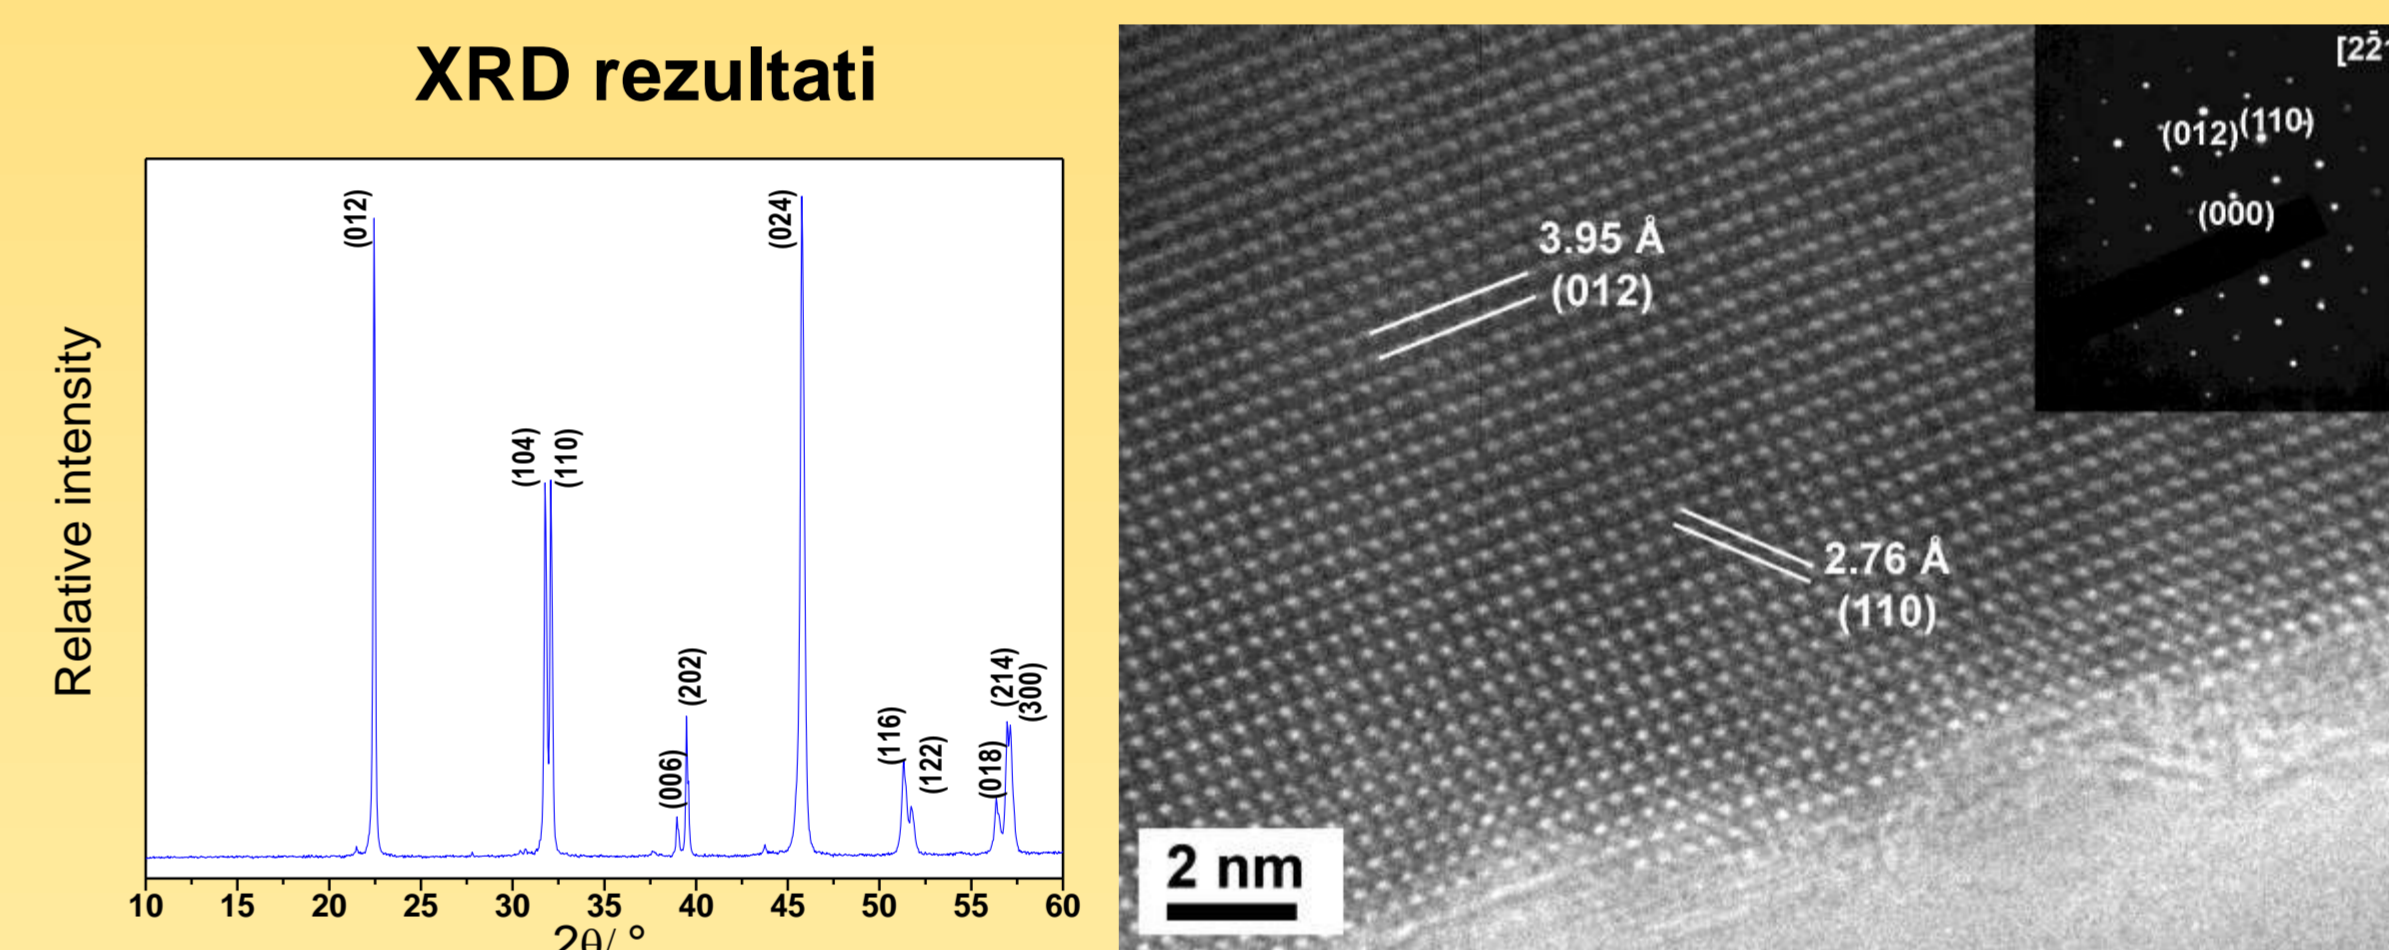 XRD rezultati
Relative intensity
(012)
(104)
(110)
(006)
(202)
(024)
(116)
(122)
(018)
(214)
(300)
10 15 20 25 30 35 40 45 50 55 60
2θ/ °
3.95 Å
(012)
2.76 Å
(110)
2 nm
(012)
(110)
(000)